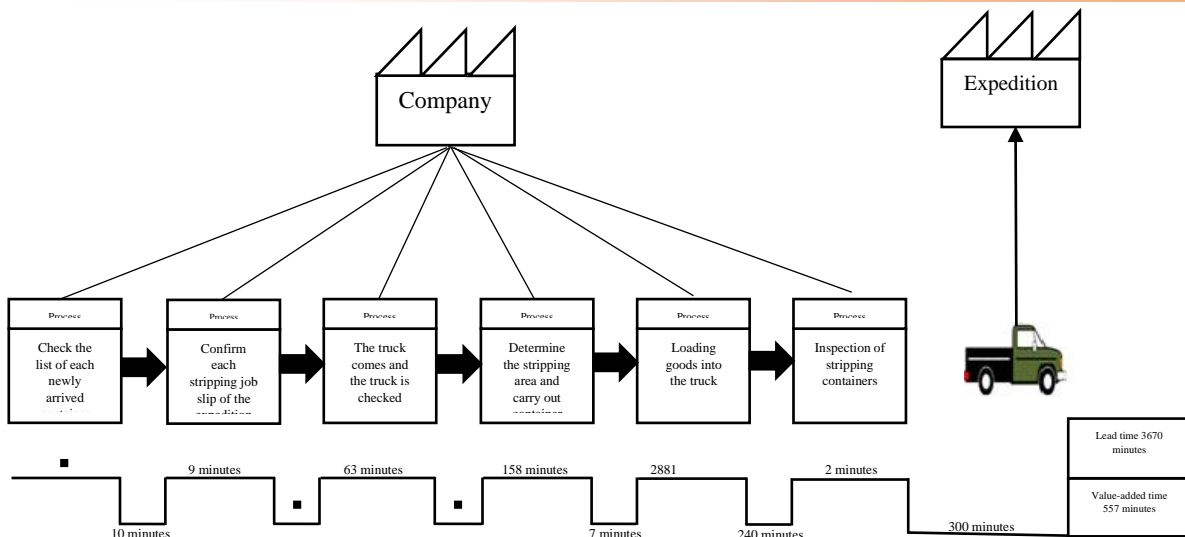 Company
Expedition
Process
Process
Process
Process
Process
Process
Check the
list of each
newly
arrived
Confirm
each
stripping job
slip of the
The truck
comes and
the truck is
checked
Determine
the stripping
area and
carry out
Loading
goods into
the truck
Inspection of
stripping
containers
Lead time 3670
minutes
9 minutes
63 minutes
158 minutes
2881
2 minutes
Value-added time
557 minutes
10 minutes
7 minutes
240 minutes
300 minutes